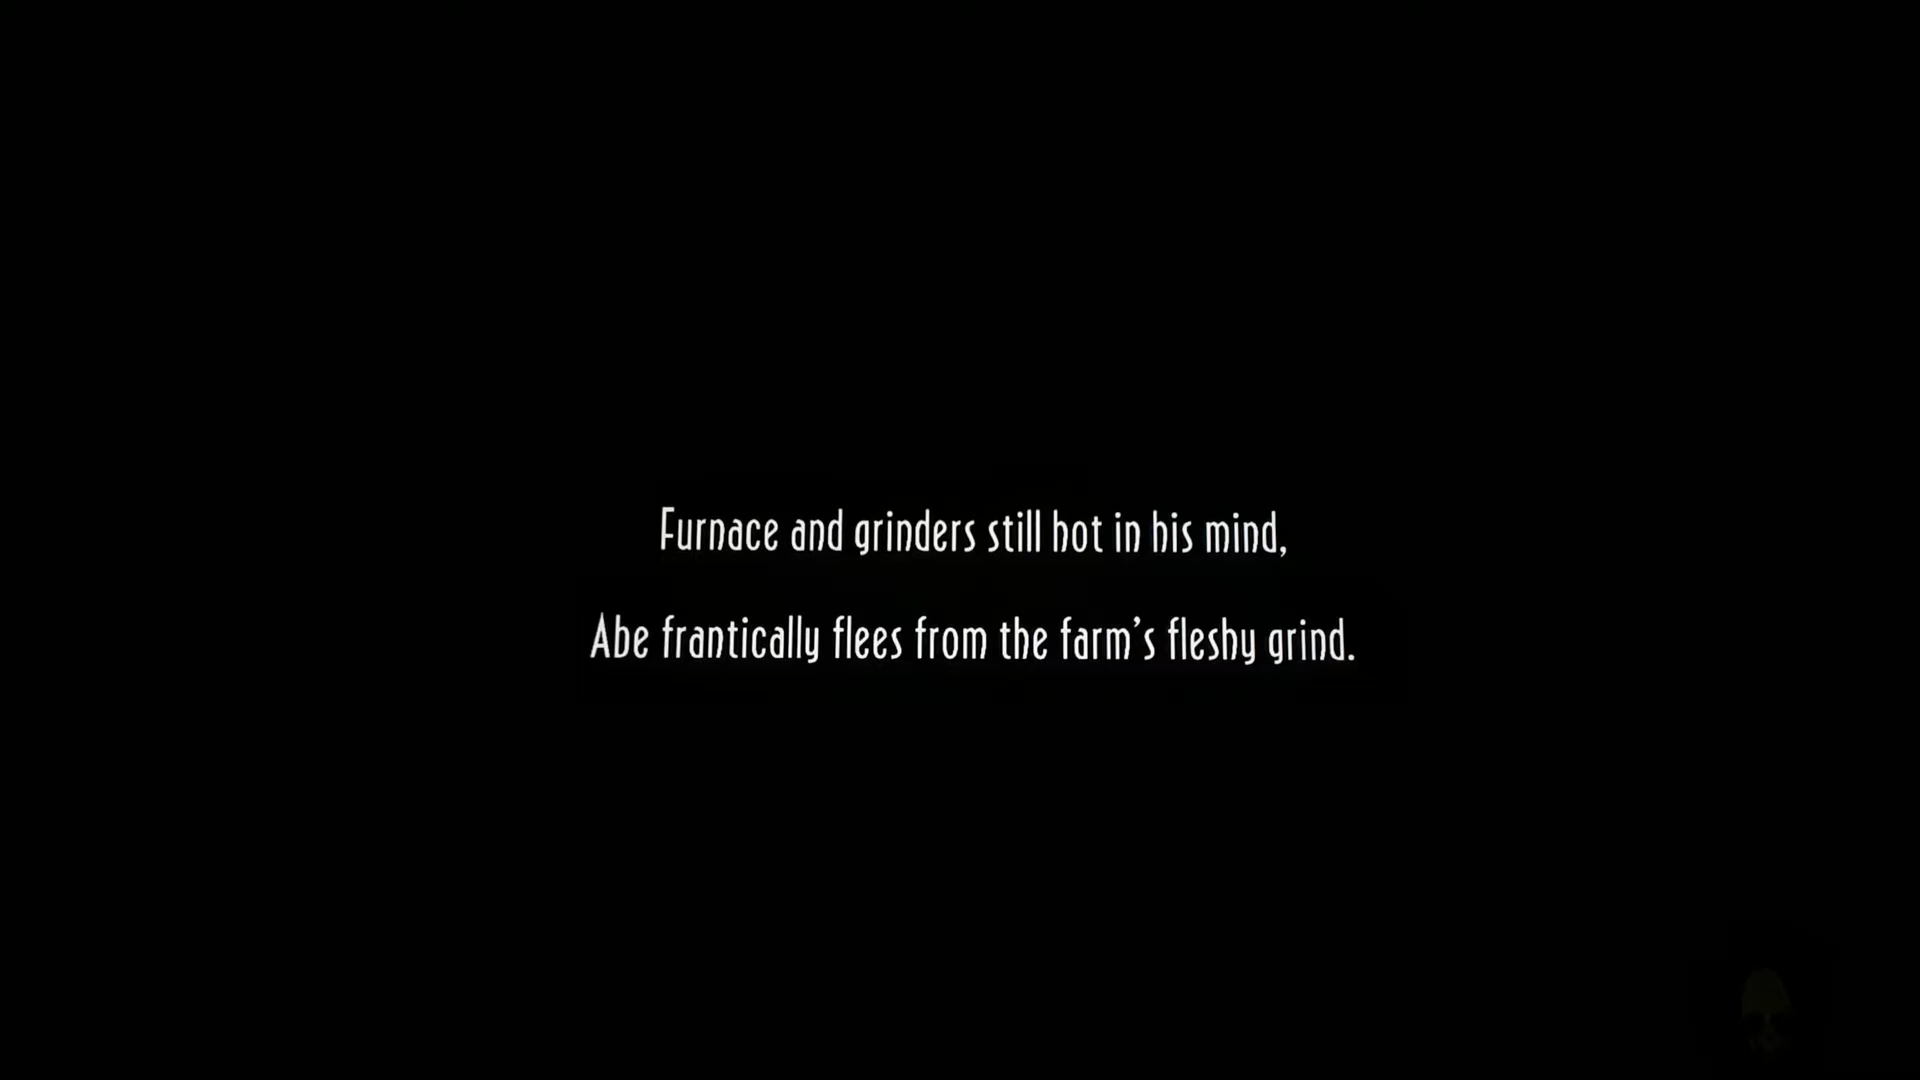 Furnace and grinders still hot in his mind,
Abe frantically flees from the farm’s fleshy grind.